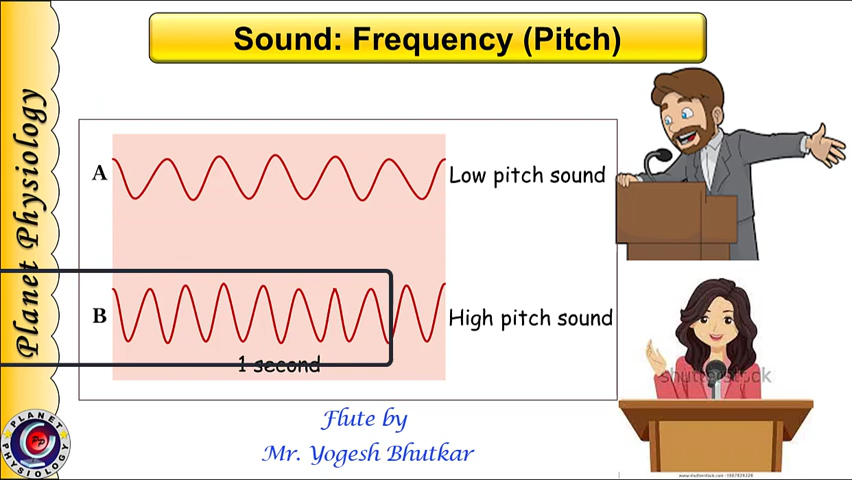 Sound: Frequency (Pitch)
Planet Physiology
A
Low pitch sound
B
High pitch sound
1 second
shutterstock
Flute by
Mr. Yogesh Bhutkar
PLANET
PHYSIOLOGY